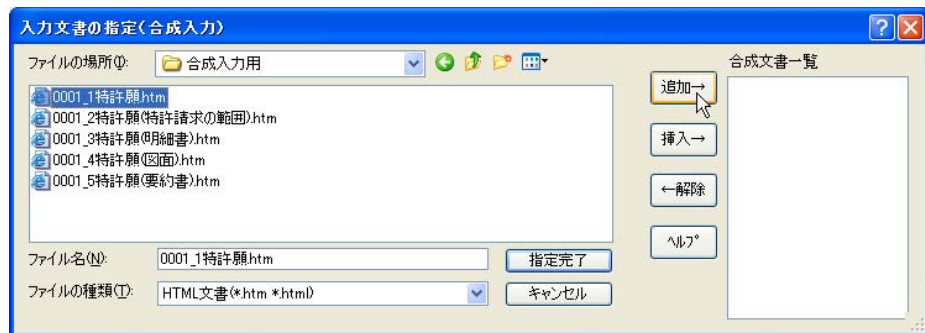 入力文書の指定(合成入力)
ファイルの場所(I):
合成入力用
合成文書一覧
0001_1特許願.htm
0001_2特許願(特許請求の範囲).htm
0001_3特許願(明細書).htm
0001_4特許願(図面).htm
0001_5特許願(要約書).htm
追加→
挿入→
←解除
ヘルプ
ファイル名(N):
0001_1特許願.htm
指定完了
ファイルの種類(T):
HTML文書(*.htm *.html)
キャンセル